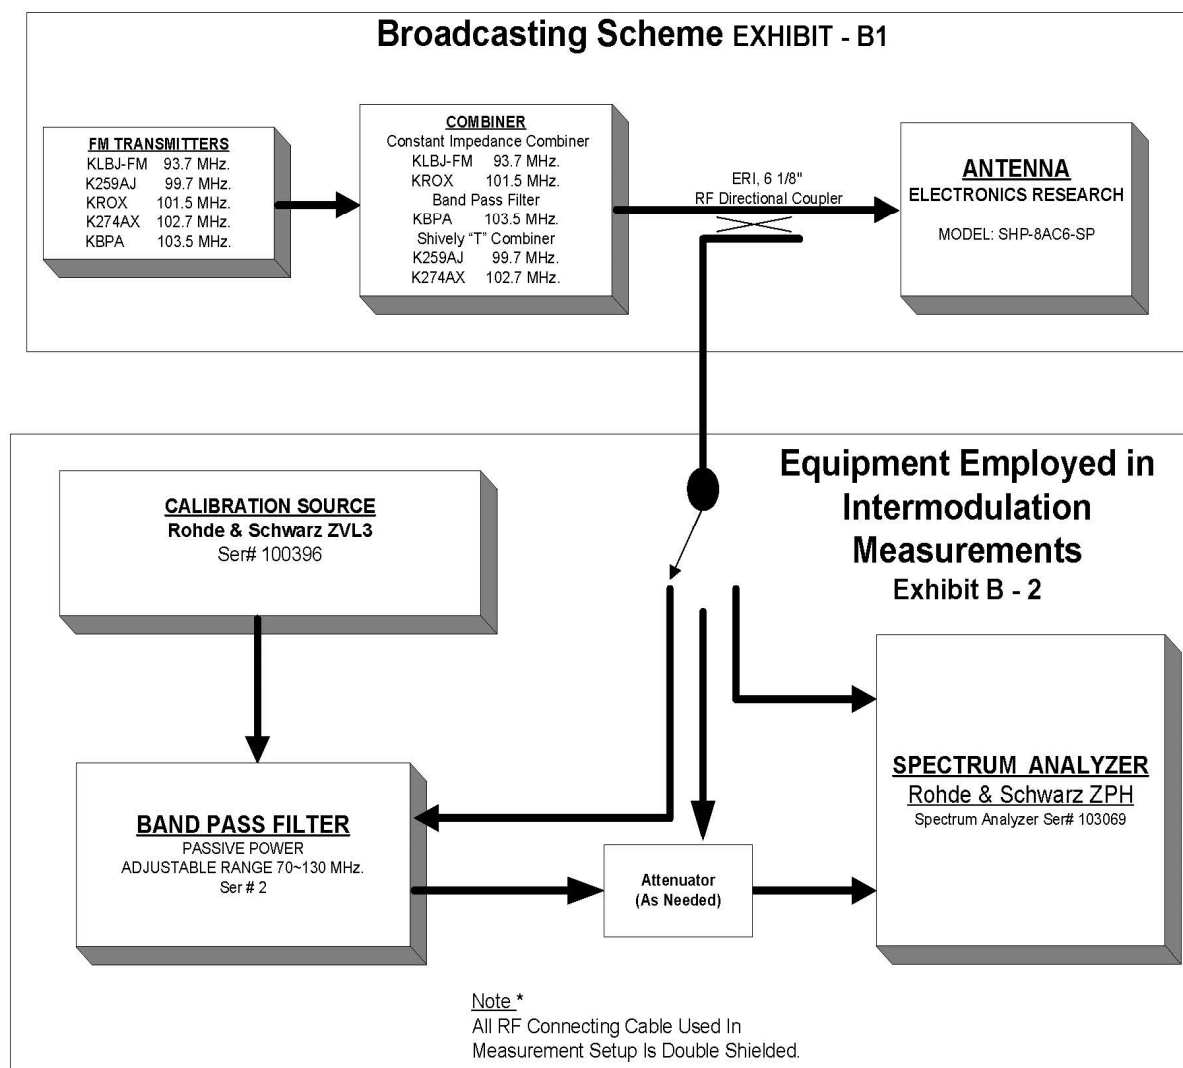 Broadcasting Scheme EXHIBIT - B1
FM TRANSMITTERS
KLBJ-FM 93.7 MHz.
K259AJ 99.7 MHz.
KROX 101.5 MHz.
K274AX 102.7 MHz.
KBPA 103.5 MHz.
COMBINER
Constant Impedance Combiner
KLBJ-FM 93.7 MHz.
KROX 101.5 MHz.
Band Pass Filter
KBPA 103.5 MHz.
Shively "T" Combiner
K259AJ 99.7 MHz.
K274AX 102.7 MHz.
ERI, 6 1/8"
RF Directional Coupler
ANTENNA
ELECTRONICS RESEARCH
MODEL: SHP-8AC6-SP
Equipment Employed in
Intermodulation
Measurements
Exhibit B - 2
CALIBRATION SOURCE
Rohde & Schwarz ZVL3
Ser# 100396
BAND PASS FILTER
PASSIVE POWER
ADJUSTABLE RANGE 70~130 MHz.
Ser # 2
Attenuator
(As Needed)
SPECTRUM ANALYZER
Rohde & Schwarz ZPH
Spectrum Analyzer Ser# 103069
Note *
All RF Connecting Cable Used In
Measurement Setup Is Double Shielded.